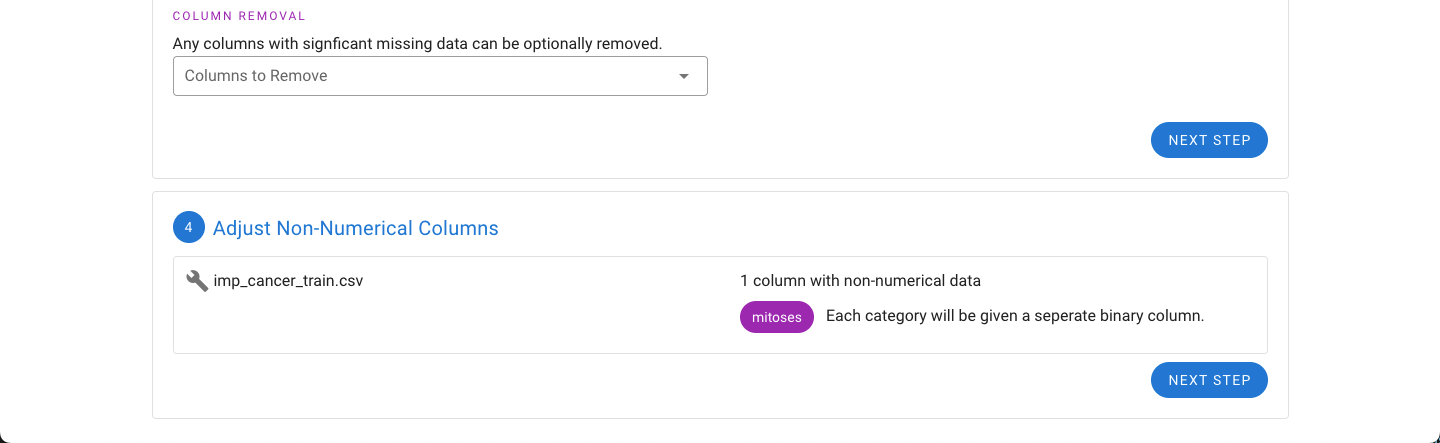 COLUMN REMOVAL
Any columns with signficant missing data can be optionally removed.
Columns to Remove
NEXT STEP
4 Adjust Non-Numerical Columns
imp_cancer_train.csv
1 column with non-numerical data
mitoses Each category will be given a seperate binary column.
NEXT STEP